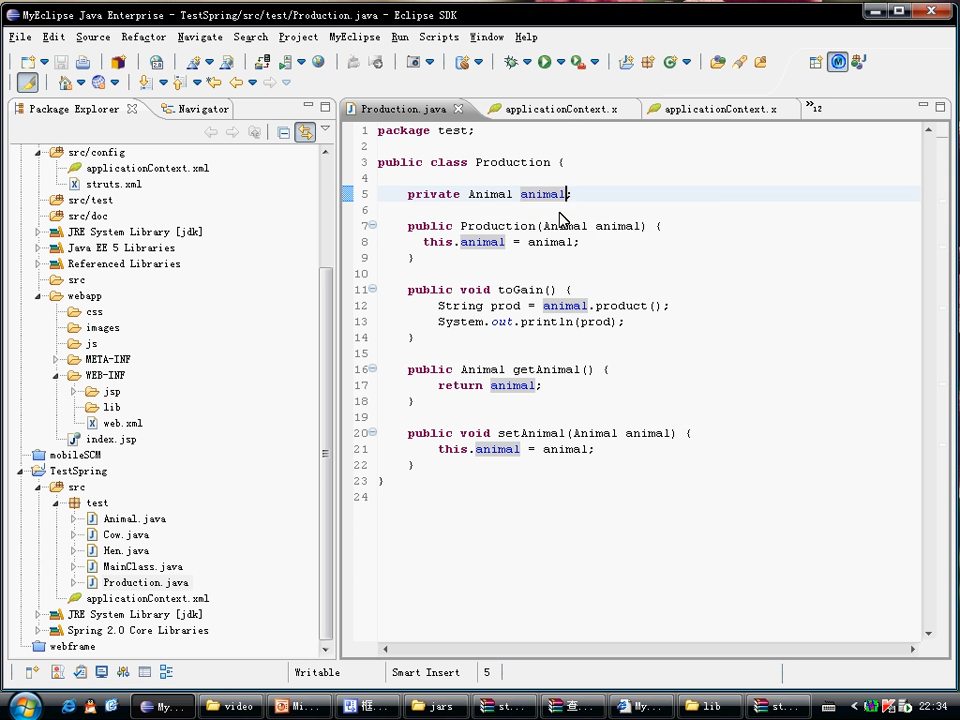 MyEclipse Java Enterprise - TestSpring/src/test/Production.java - Eclipse SDK
File Edit Source Refactor Navigate Search Project MyEclipse Run Scripts Window Help
Package Explorer
Navigator
src/config
applicationContext.xml
struts.xml
src/test
src/doc
JRE System Library [jdk]
Java EE 5 Libraries
Referenced Libraries
src
webapp
css
images
js
META-INF
WEB-INF
jsp
lib
web.xml
index.jsp
mobileSCM
TestSpring
src
test
Animal.java
Cow.java
Hen.java
MainClass.java
Production.java
applicationContext.xml
JRE System Library [jdk]
Spring 2.0 Core Libraries
webframe
Production.java
applicationContext.x
applicationContext.x
»12
1 package test;
2
3 public class Production {
4
5 private Animal animal;
6
7 public Production(Animal animal) {
8 this.animal = animal;
9 }
10
11 public void toGain() {
12 String prod = animal.product();
13 System.out.println(prod);
14 }
15
16 public Animal getAnimal() {
17 return animal;
18 }
19
20 public void setAnimal(Animal animal) {
21 this.animal = animal;
22 }
23 }
24
Writable
Smart Insert
5
My...
video
Mi...
框...
jars
st...
查...
My...
lib
st...
22:34